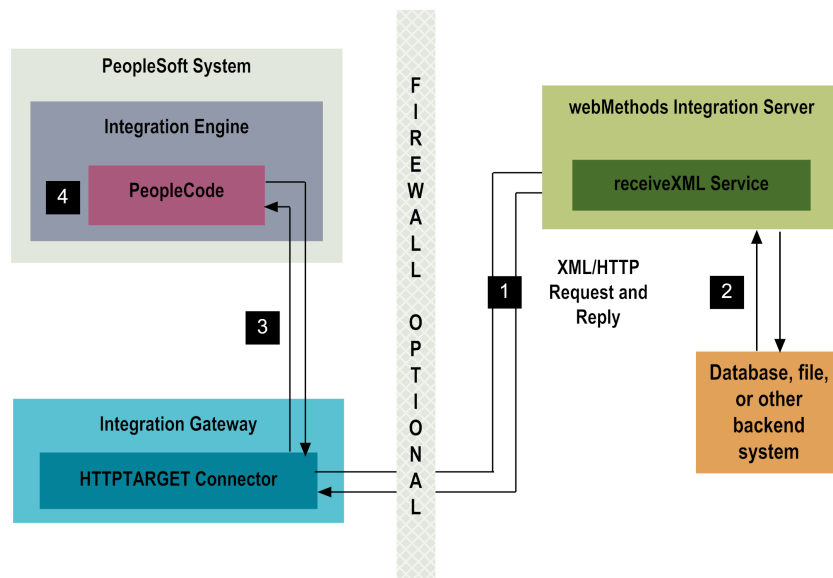 PeopleSoft System
Integration Engine
PeopleCode
4
3
Integration Gateway
HTTPTARGET Connector
F
I
R
E
W
A
L
L
O
P
T
I
O
N
A
L
webMethods Integration Server
receiveXML Service
1
XML/HTTP
Request and
Reply
2
Database, file,
or other
backend
system